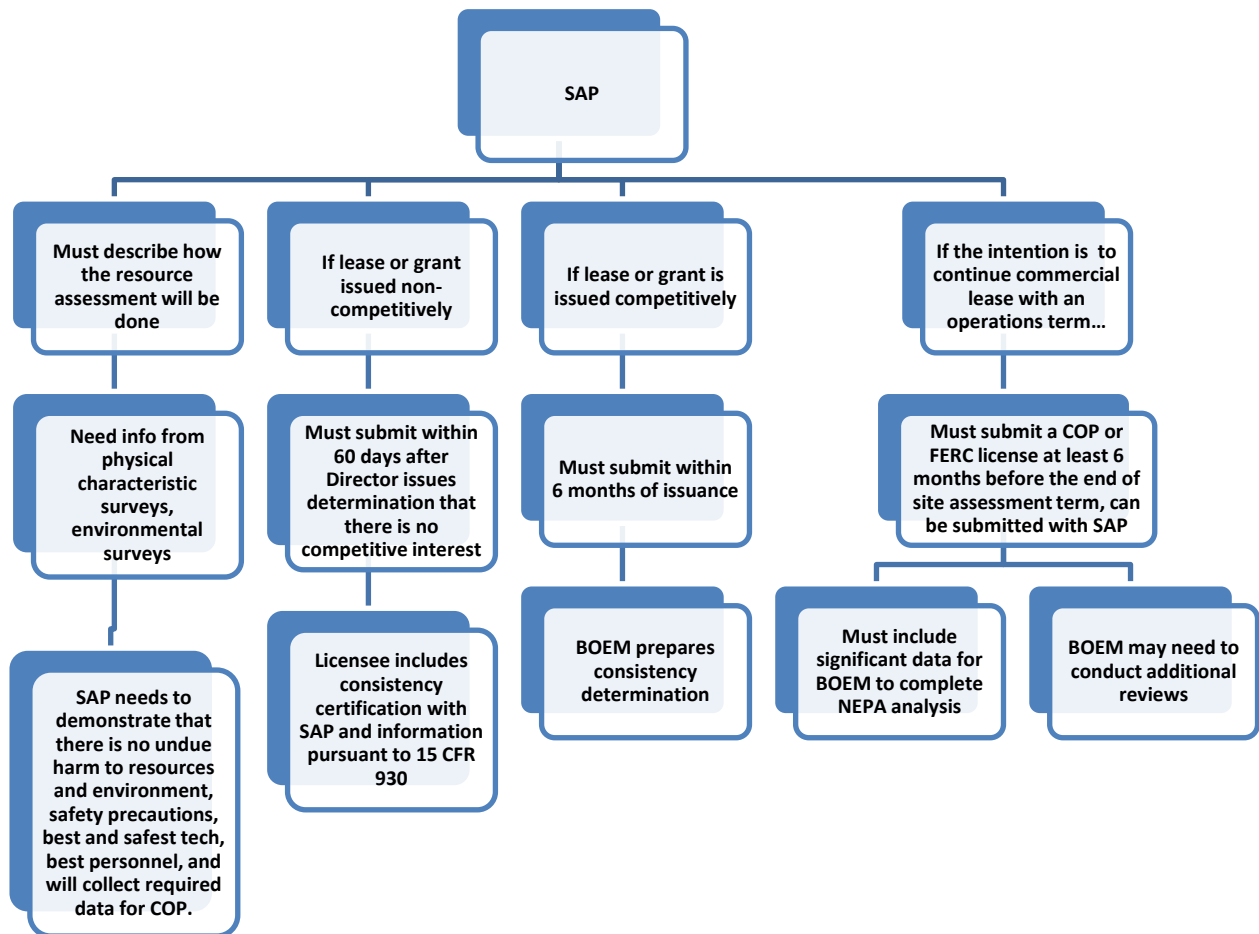 SAP
Must describe how
the resource
assessment will be
done
If lease or grant
issued non-
competitively
If lease or grant is
issued competitively
If the intention is to
continue commercial
lease with an
operations term…
Need info from
physical
characteristic
surveys,
environmental
surveys
Must submit within
60 days after
Director issues
determination that
there is no
competitive interest
Must submit within
6 months of issuance
Must submit a COP or
FERC license at least 6
months before the end of
site assessment term, can
be submitted with SAP
SAP needs to
demonstrate that
there is no undue
harm to resources
and environment,
safety precautions,
best and safest tech,
best personnel, and
will collect required
data for COP.
Licensee includes
consistency
certification with
SAP and information
pursuant to 15 CFR
930
BOEM prepares
consistency
determination
Must include
significant data for
BOEM to complete
NEPA analysis
BOEM may need to
conduct additional
reviews